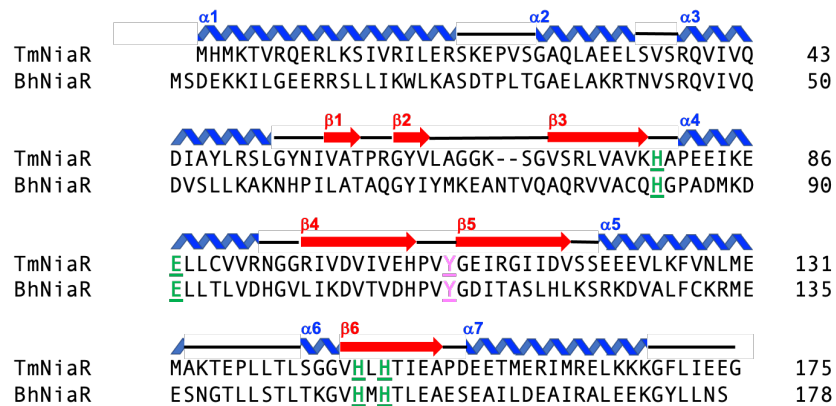 α1 α2 α3
TmNiaR MHMKTVRQERLKSIVRILERSKEPVSGAQLAEELSVSRQVIVQ 43
BhNiaR MSDEKKILGEERRSLLIKWLKASDTPLTGAELAKRTNVSRQVIVQ 50
β1 β2 β3 α4
TmNiaR DIAYLRSLGYNIVATPRGYVLAGGK--SGVSRLVAVKHAPEEIKE 86
BhNiaR DVSLLKAKNHPILATAQGYIYMKEANTVQAQRVVACQHGPADMKD 90
β4 β5 α5
TmNiaR ELLCVVRNGGRIVDVIVEHPVYGEIRGIIDVSSEEEVLKFVNLME 131
BhNiaR ELLTLVDHGVLIKDVTVDHPVYGDITASLHLKSRKDVALFCKRME 135
α6 β6 α7
TmNiaR MAKTEPLLTLSGGVHLHTIEAPDEETMERIMRELKKKGFLIEEG 175
BhNiaR ESNGTLLSTLTKGVHMHTLEAESEAILDEAIRALEEKGYLLNS 178